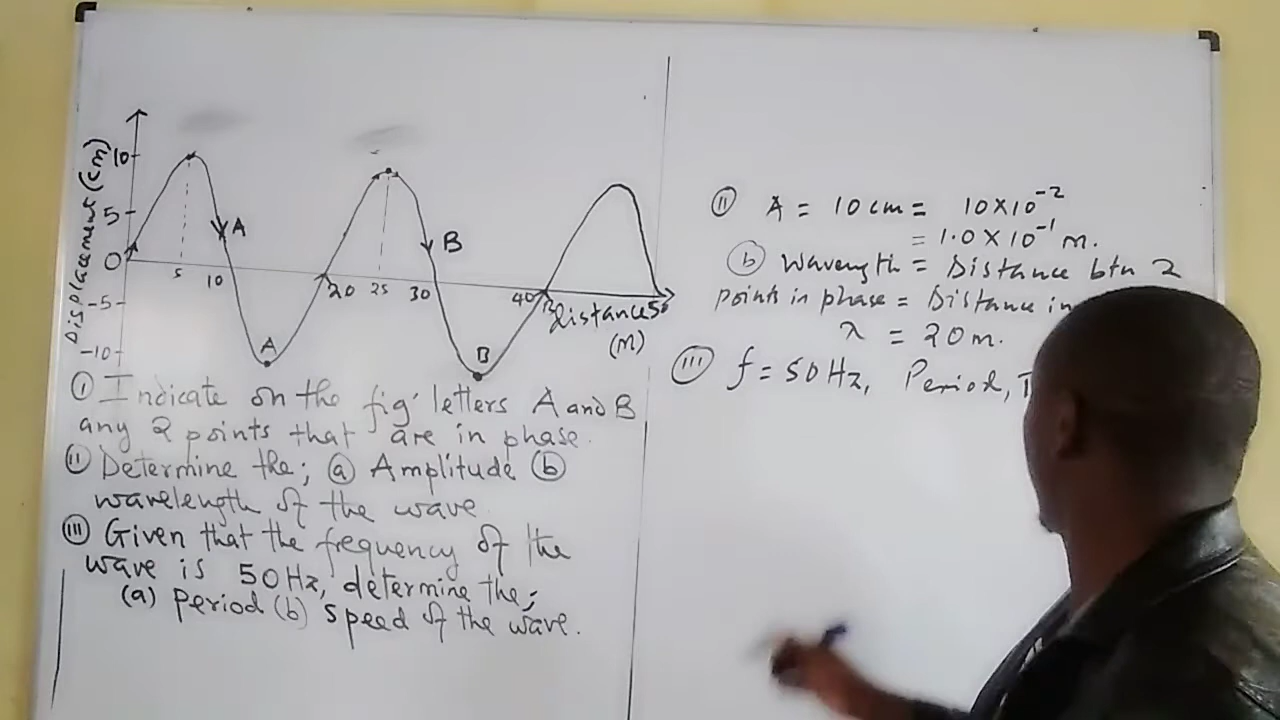 Displacement (cm)
10
5
0
-5
-10
5
10
20
25
30
40
50
A
B
A
B
distance
(M)
(i) Indicate on the fig. letters A and B
any 2 points that are in phase.
(ii) Determine the; (a) Amplitude (b)
wavelength of the wave
(iii) Given that the frequency of the
wave is 50Hz, determine the;
(a) Period (b) speed of the wave.
(ii) A = 10cm = 10×10⁻²
= 1.0×10⁻¹ m.
(b) Wavength = Distance btn 2
points in phase = Distance in
λ = 20m.
(iii) f = 50Hz, Period, T